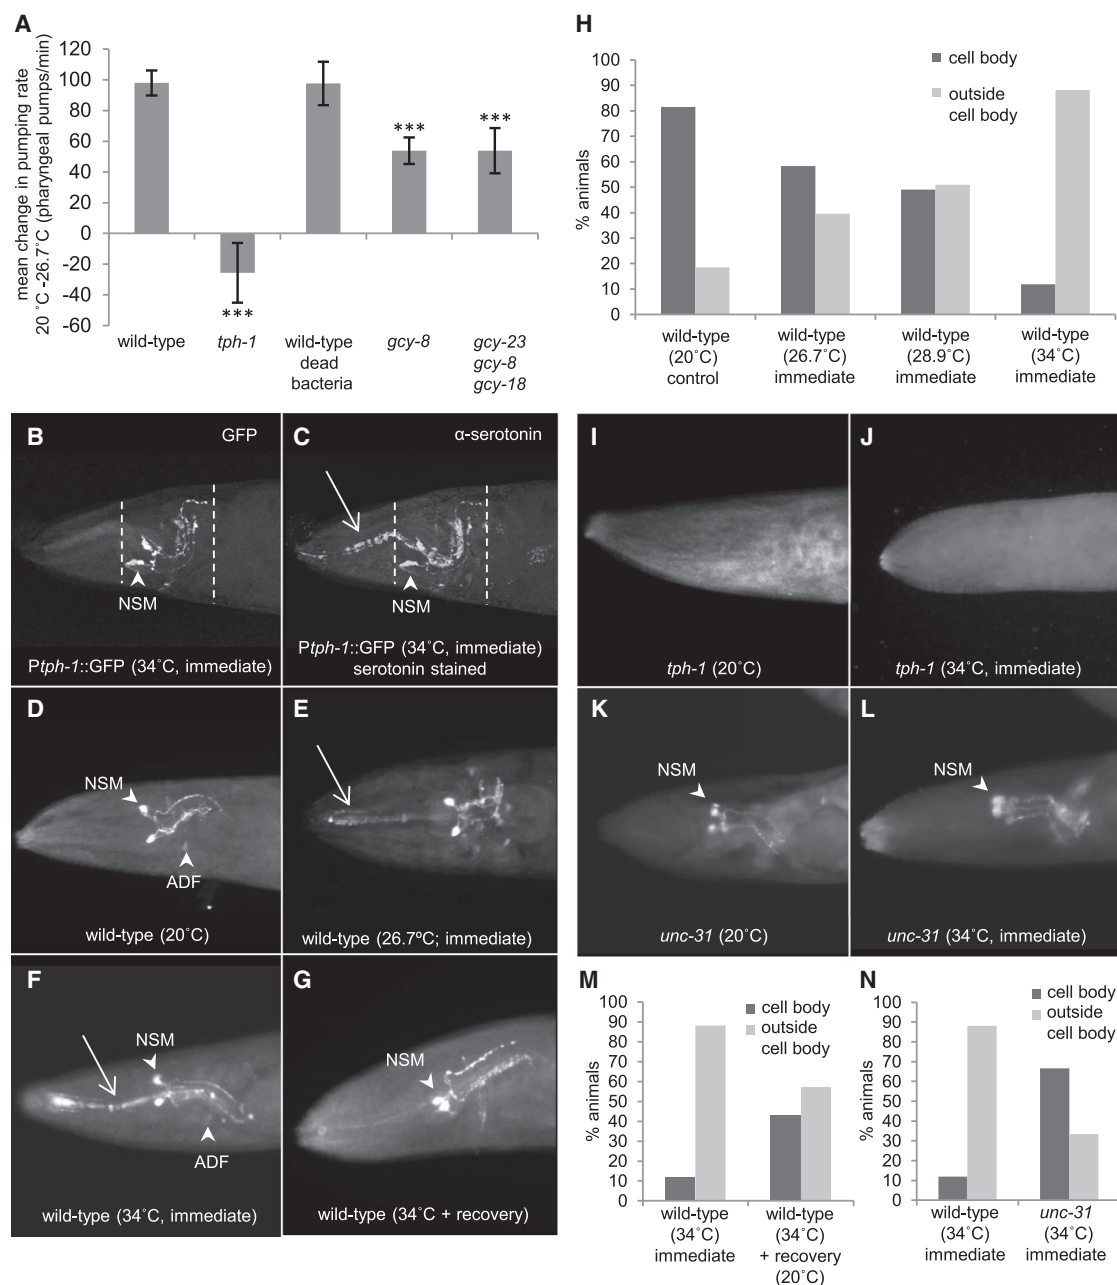 A
mean change in pumping rate
20 ˚C -26.7˚C (pharyngeal pumps/min)
120
100
80
60
40
20
0
-20
-40
-60
***
***
***
wild-type
tph-1
wild-type
dead
bacteria
gcy-8
gcy-23
gcy-8
gcy-18
H
% animals
100
90
80
70
60
50
40
30
20
10
0
cell body
outside
cell body
wild-type
(20˚C)
control
wild-type
(26.7˚C)
immediate
wild-type
(28.9˚C)
immediate
wild-type
(34˚C)
immediate
B
GFP
NSM
Ptph-1::GFP (34˚C, immediate)
C
α-serotonin
NSM
Ptph-1::GFP (34˚C, immediate)
serotonin stained
I
tph-1 (20˚C)
J
tph-1 (34˚C, immediate)
D
NSM
ADF
wild-type (20˚C)
E
wild-type (26.7ºC; immediate)
K
NSM
unc-31 (20˚C)
L
NSM
unc-31 (34˚C, immediate)
F
NSM
ADF
wild-type (34˚C, immediate)
G
NSM
wild-type (34˚C + recovery)
M
% animals
100
90
80
70
60
50
40
30
20
10
0
cell body
outside
cell body
wild-type
(34˚C)
immediate
wild-type
(34˚C)
+ recovery
(20˚C)
N
% animals
100
90
80
70
60
50
40
30
20
10
0
cell body
outside
cell body
wild-type
(34˚C)
immediate
unc-31
(34˚C)
immediate